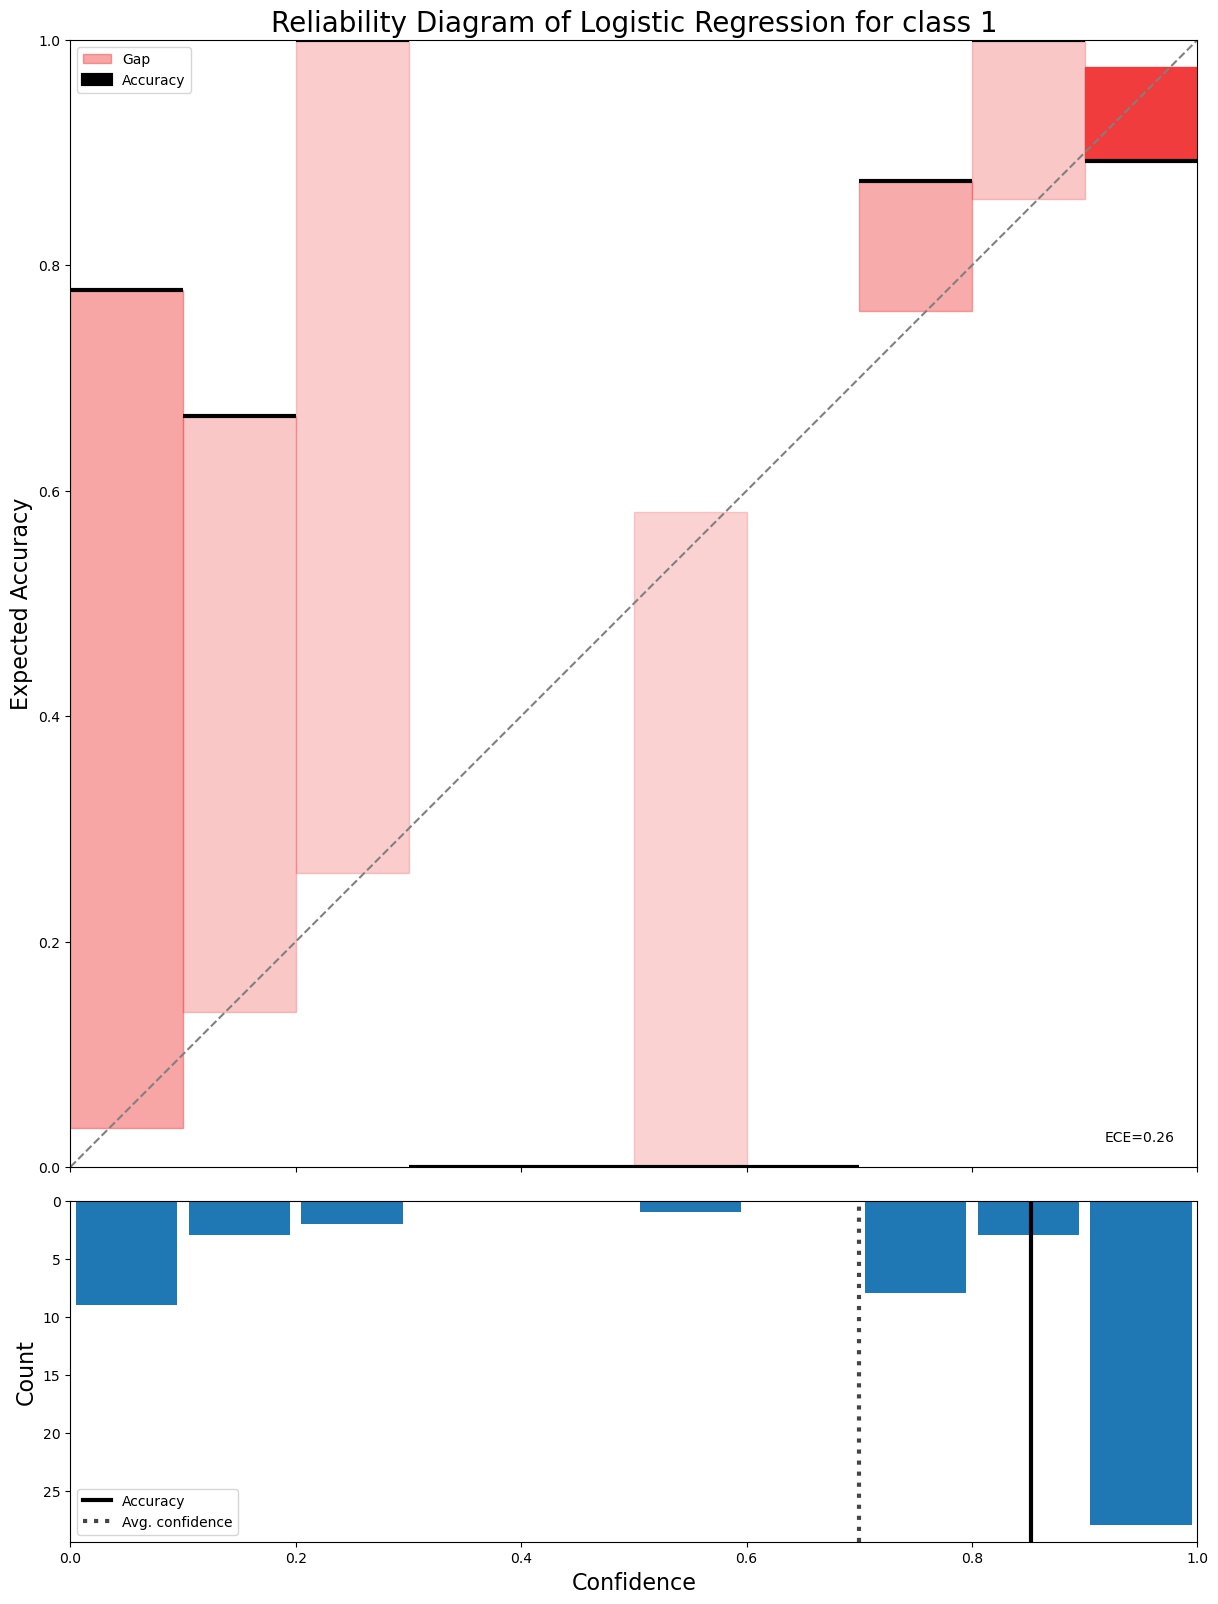 Reliability Diagram of Logistic Regression for class 1
1.0
Gap
Accuracy
0.8
0.6
0.4
0.2
0.0
Expected Accuracy
ECE=0.26
0
5
10
15
20
25
Count
Accuracy
Avg. confidence
0.0 0.2 0.4 0.6 0.8 1.0
Confidence